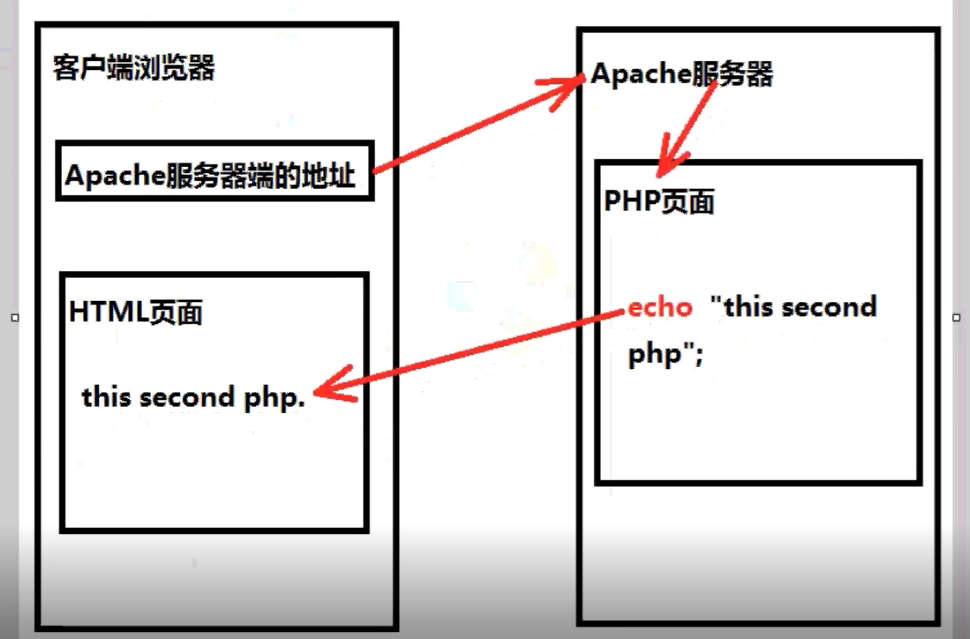 客户端浏览器
Apache服务器端的地址
HTML页面
this second php.
Apache服务器
PHP页面
echo "this second
php";